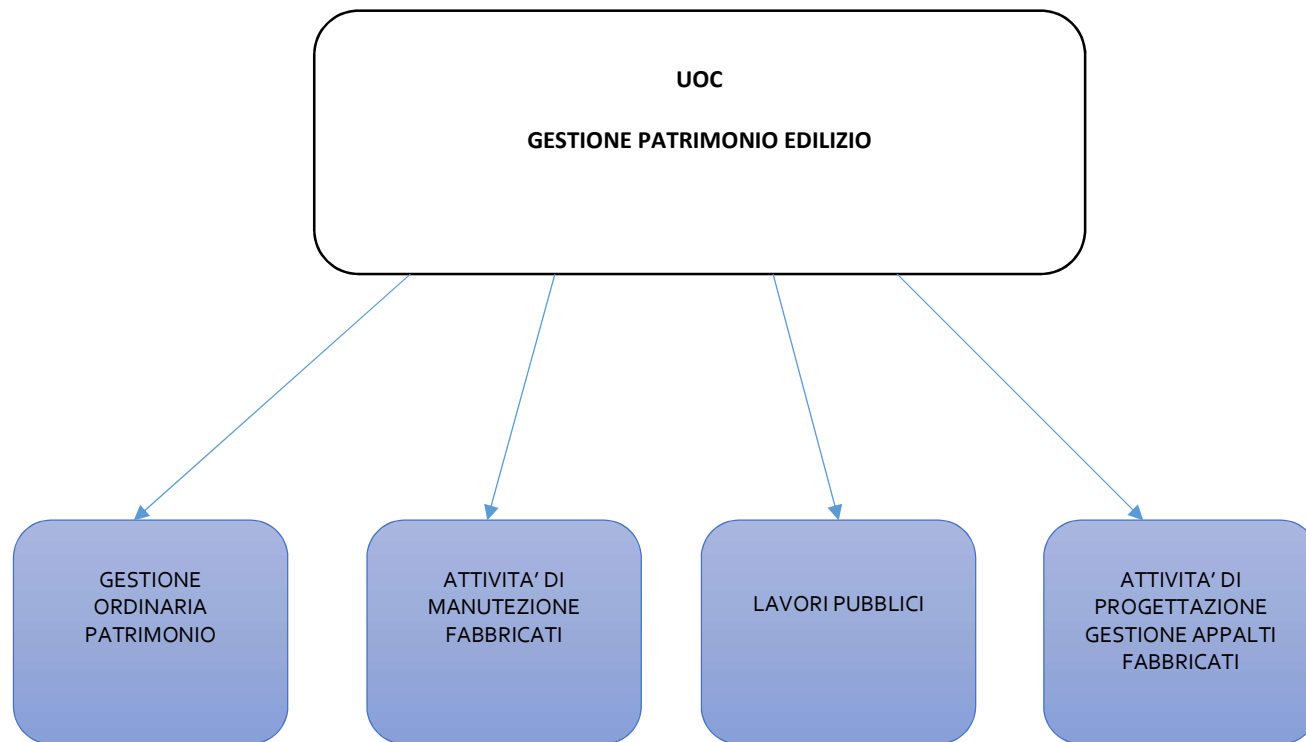 UOC
GESTIONE PATRIMONIO EDILIZIO
GESTIONE
ORDINARIA
PATRIMONIO
ATTIVITA’ DI
MANUTEZIONE
FABBRICATI
LAVORI PUBBLICI
ATTIVITA’ DI
PROGETTAZIONE
GESTIONE APPALTI
FABBRICATI